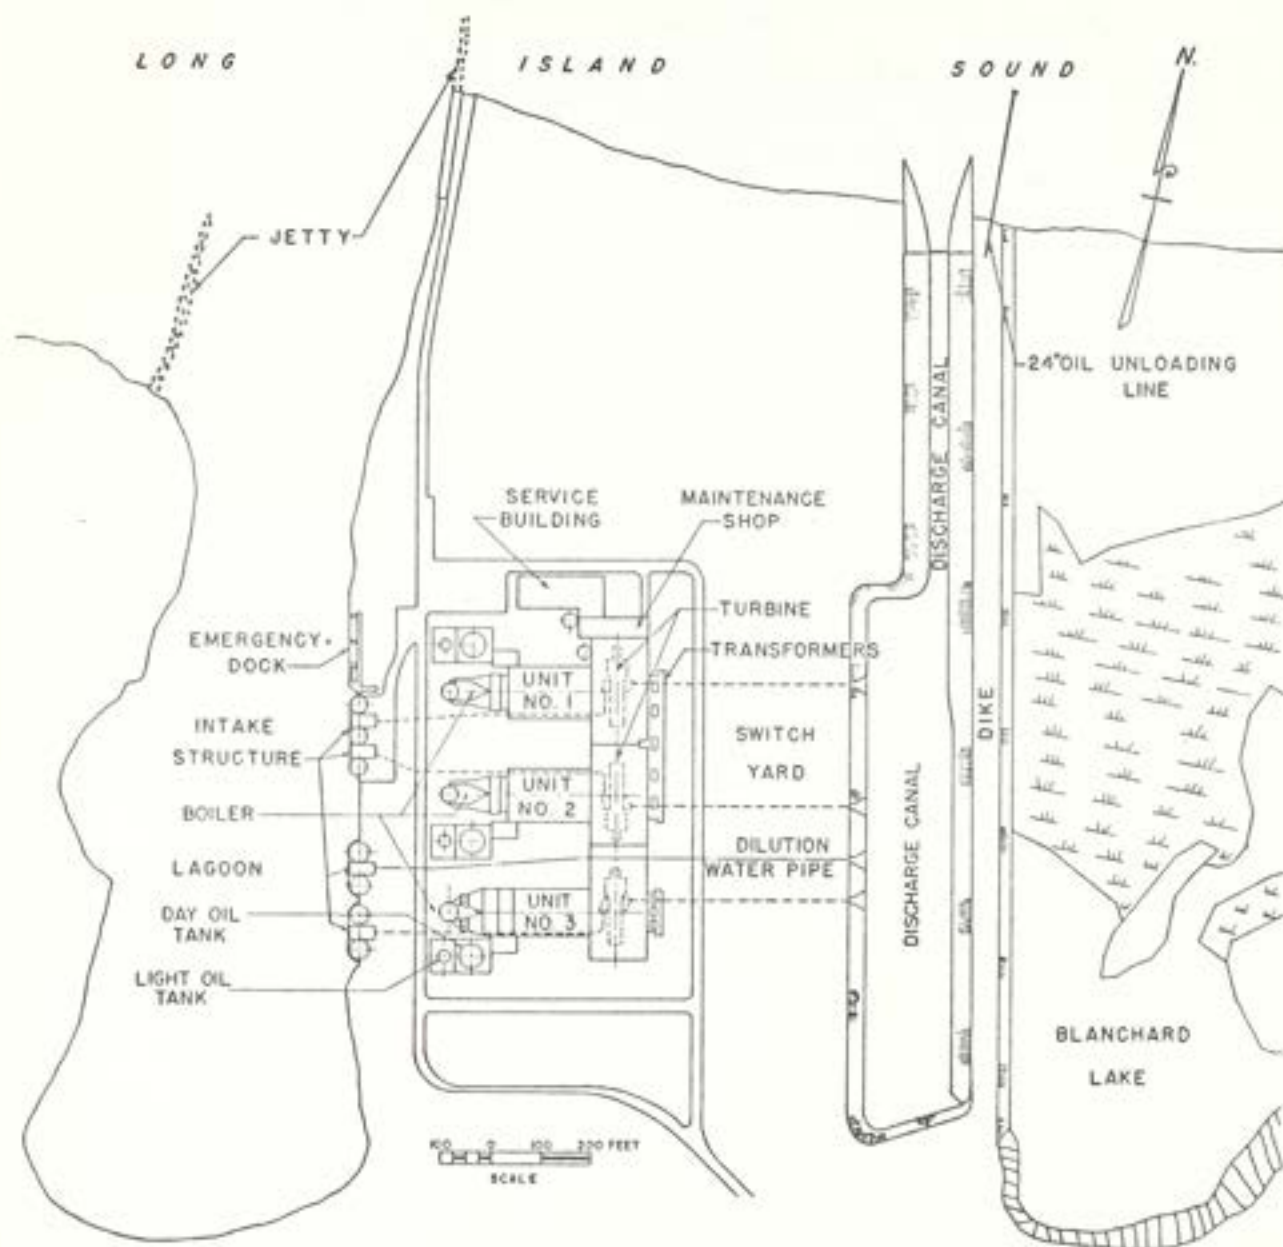 LONG ISLAND SOUND
N.
JETTY
24" OIL UNLOADING
LINE
DISCHARGE CANAL
SERVICE
BUILDING
MAINTENANCE
SHOP
TURBINE
TRANSFORMERS
EMERGENCY
DOCK
UNIT
NO. 1
INTAKE
STRUCTURE
SWITCH
YARD
DIKE
UNIT
NO. 2
BOILER
DILUTION
WATER PIPE
LAGOON
DISCHARGE CANAL
DAY OIL
TANK
UNIT
NO. 3
LIGHT OIL
TANK
BLANCHARD
LAKE
100 0 100 200 FEET
SCALE